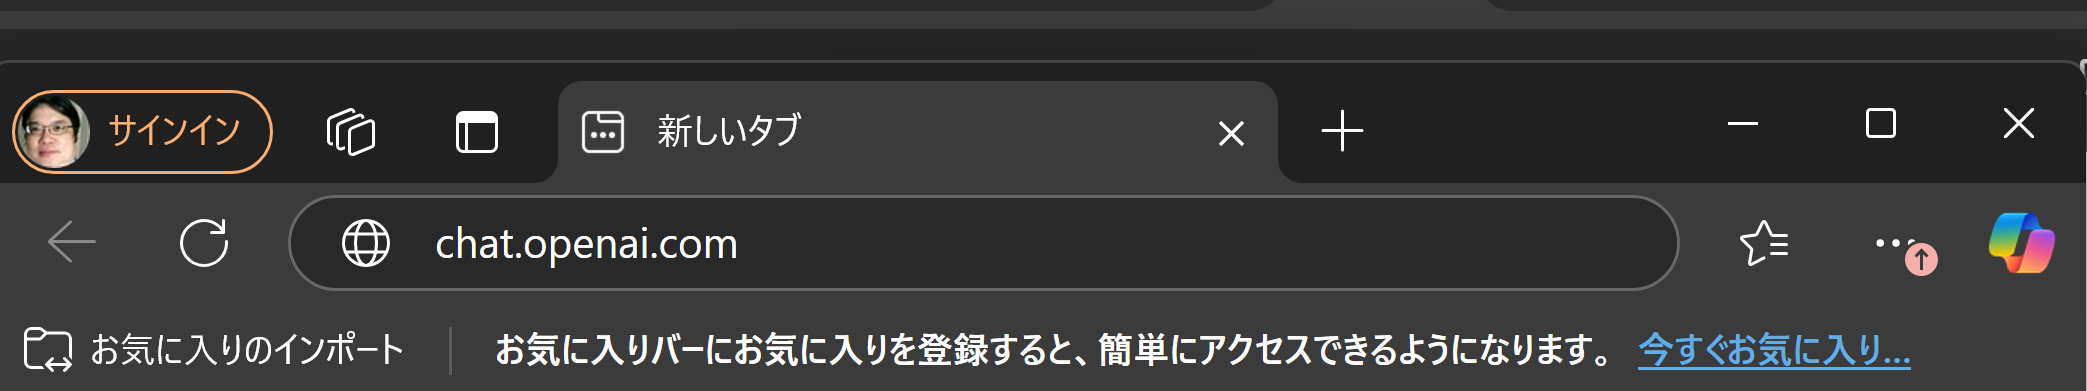 サインイン
新しいタブ
chat.openai.com
お気に入りのインポート
お気に入りバーにお気に入りを登録すると、簡単にアクセスできるようになります。 今すぐお気に入り...